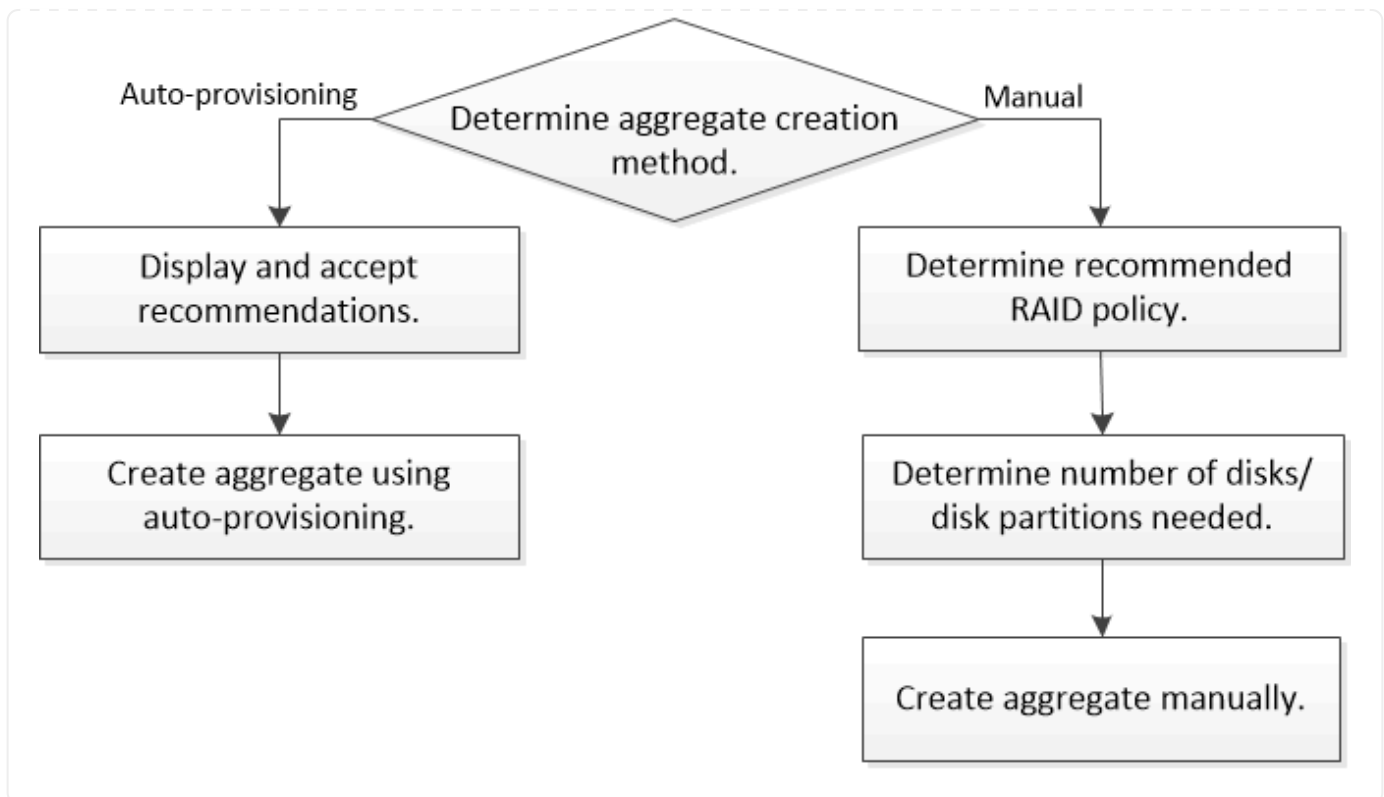 Auto-provisioning
Manual
Determine aggregate creation
method.
Display and accept
recommendations.
Determine recommended
RAID policy.
Create aggregate using
auto-provisioning.
Determine number of disks/
disk partitions needed.
Create aggregate manually.